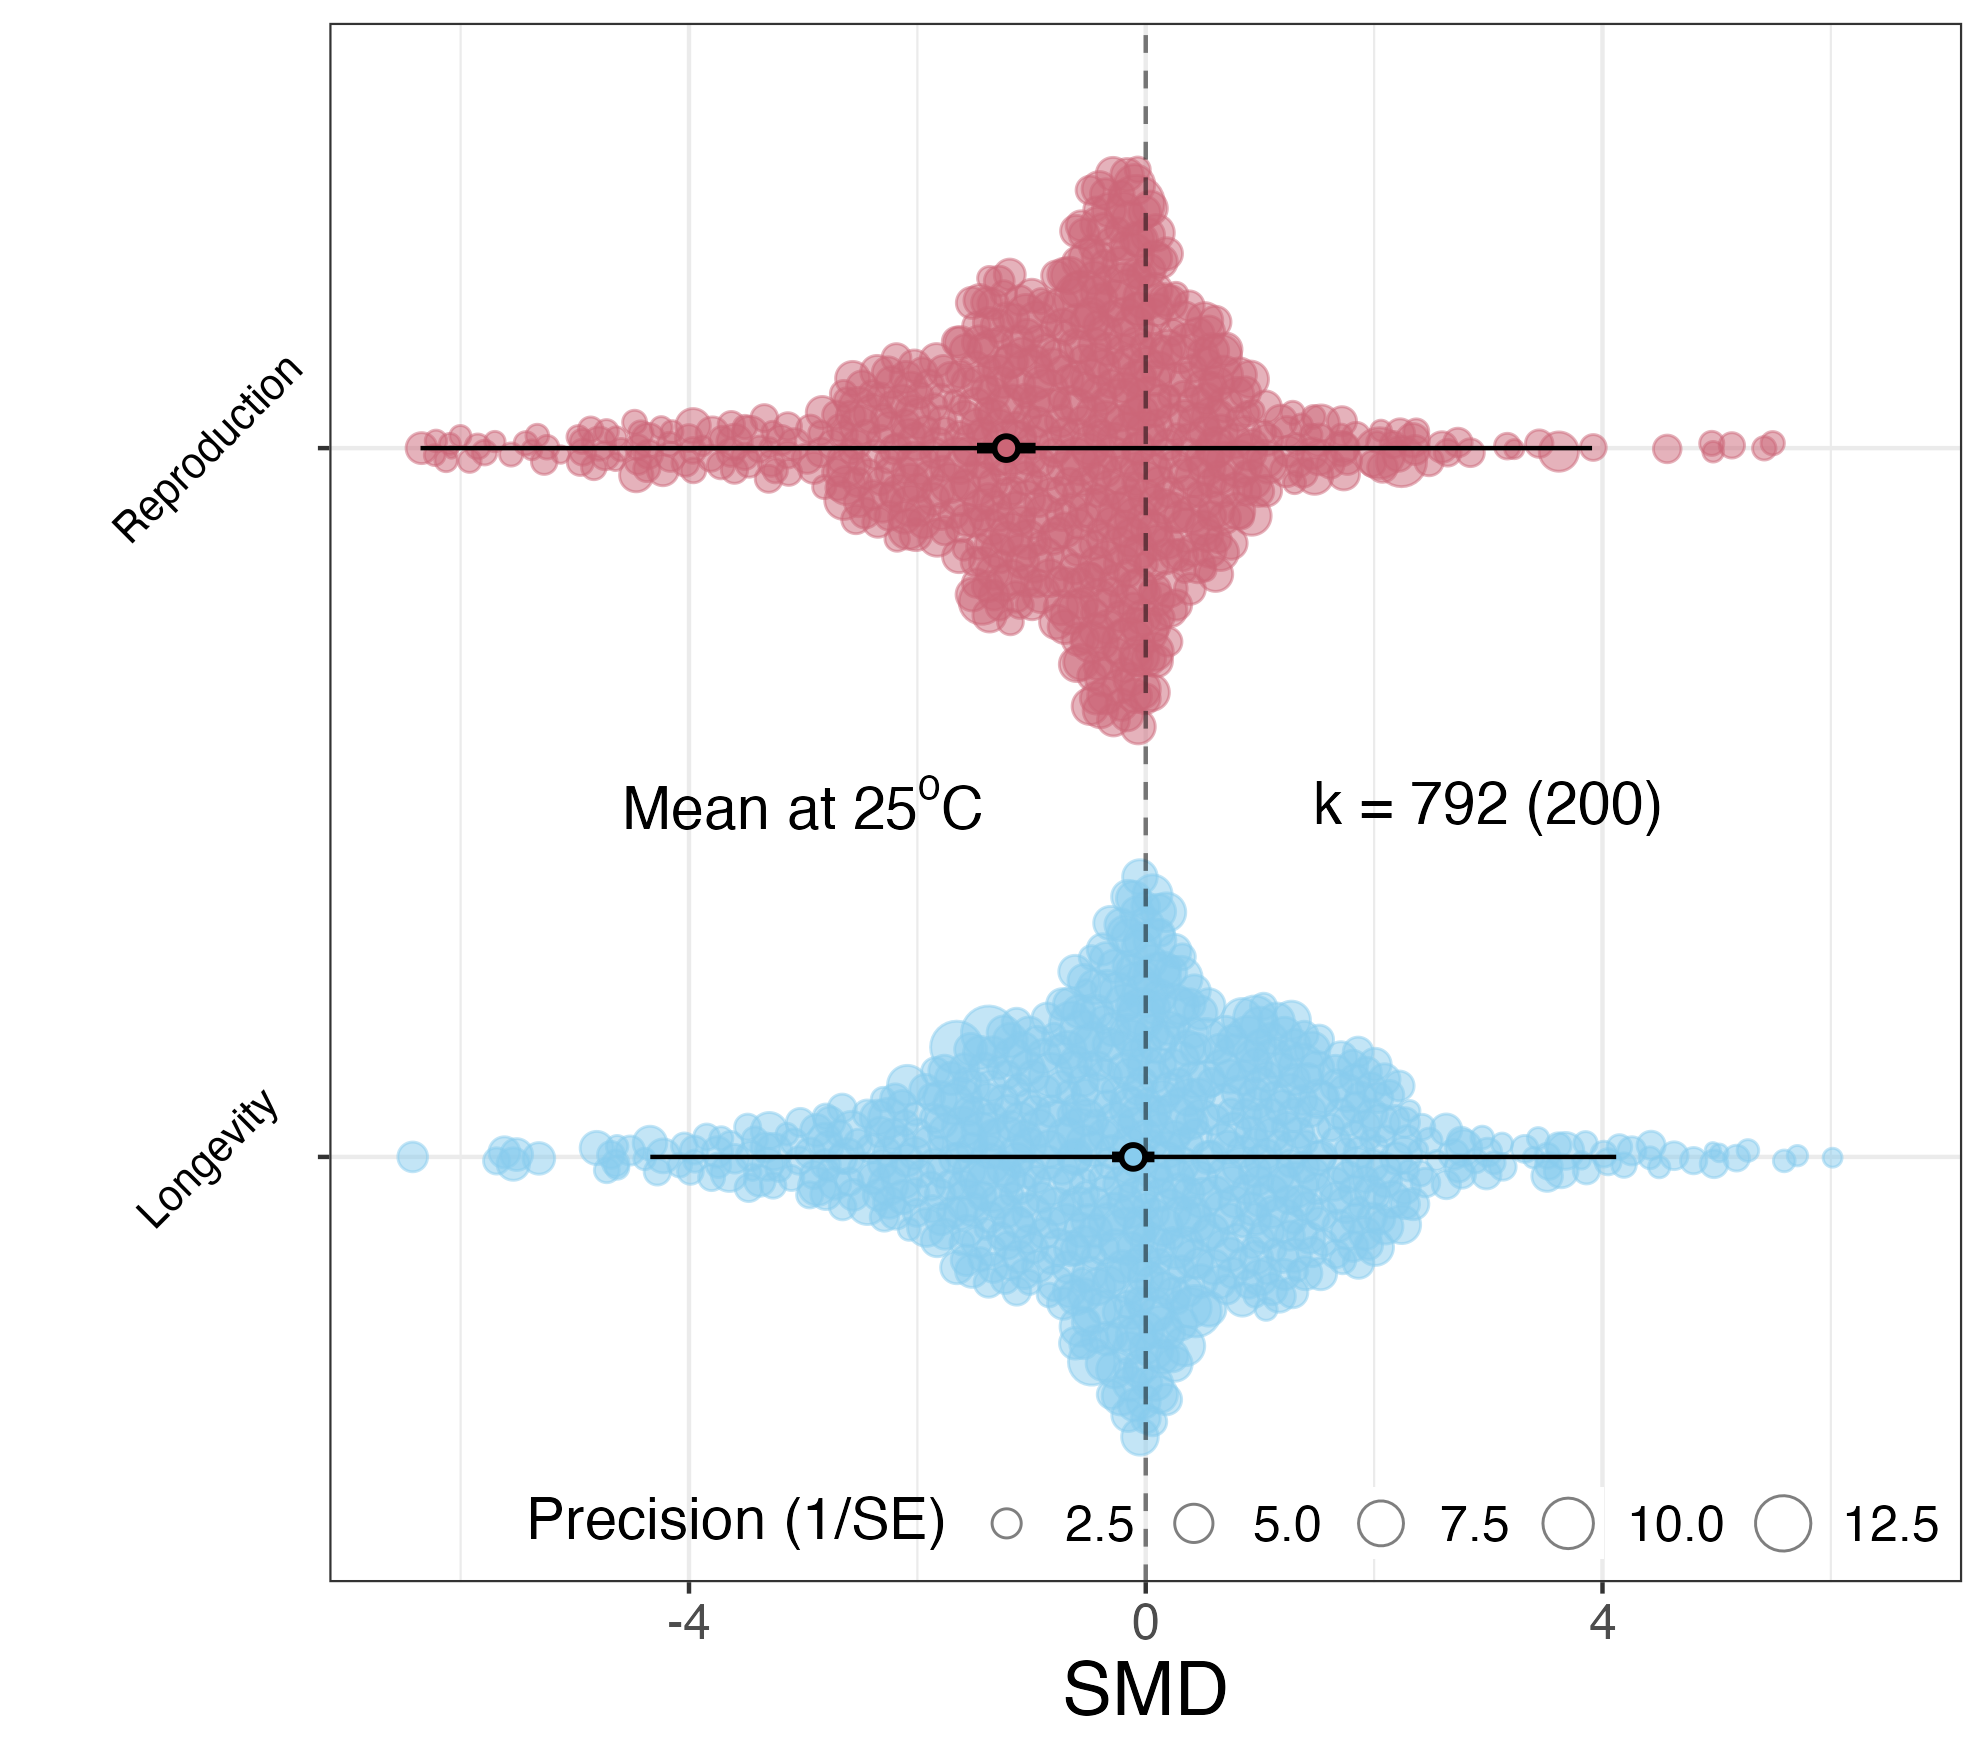 Reproduction
Mean at 25°C
k = 792 (200)
Longevity
Precision (1/SE) 2.5 5.0 7.5 10.0 12.5
-4 0 4
SMD